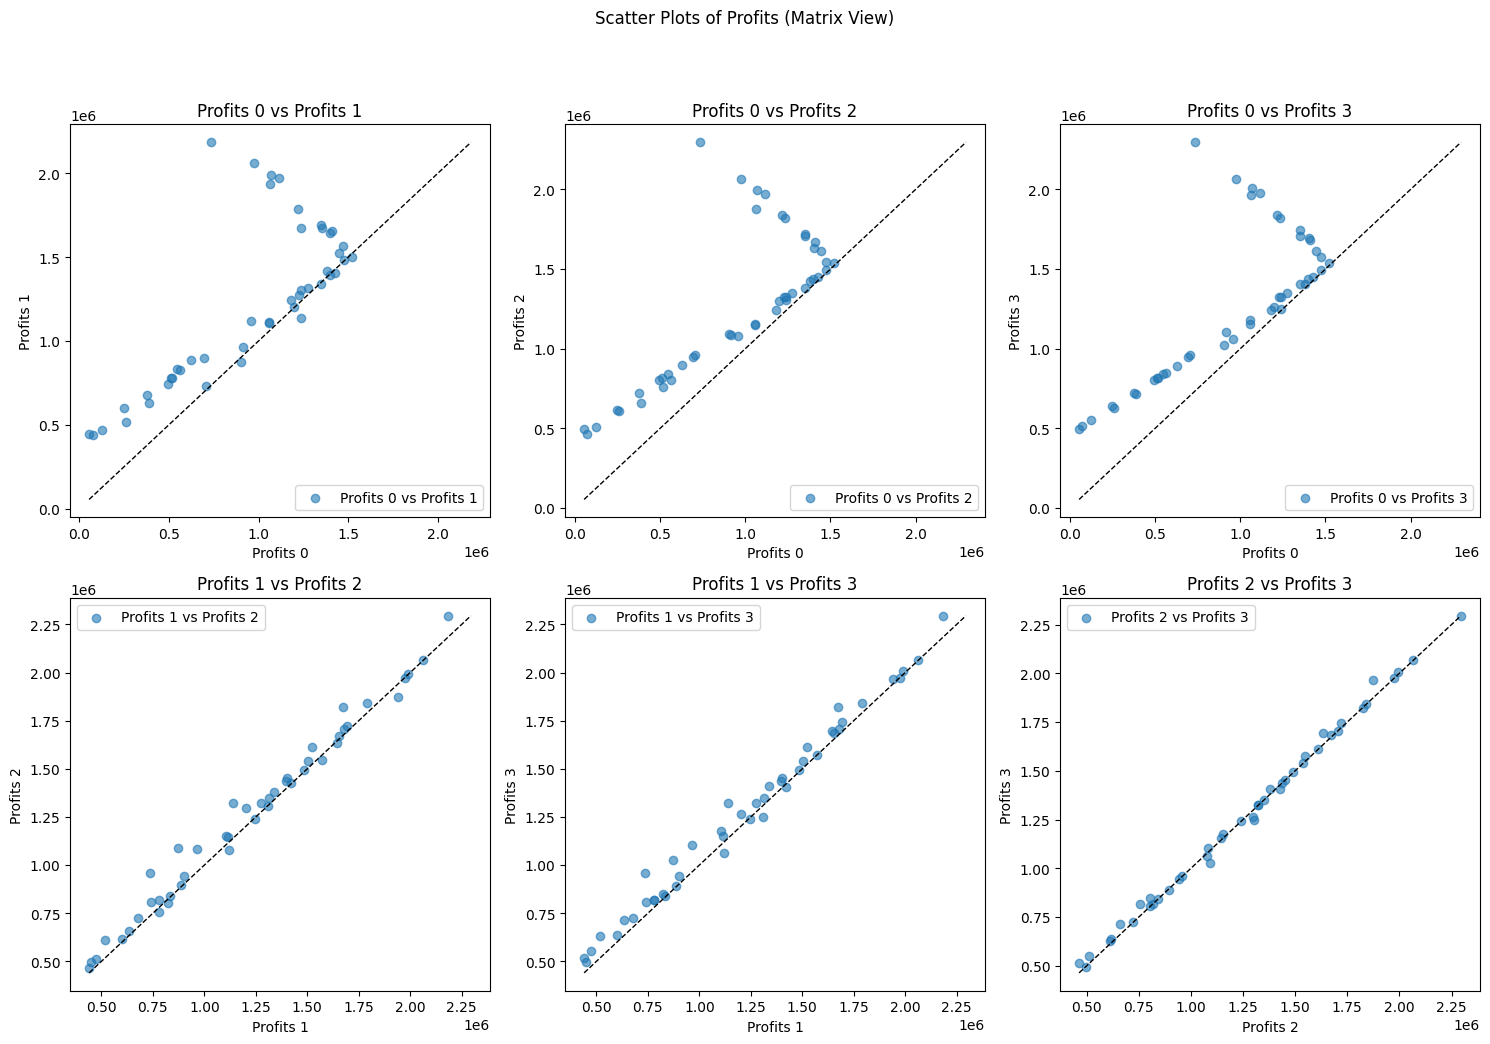 Scatter Plots of Profits (Matrix View)
Profits 0 vs Profits 1
1e6
2.0
1.5
1.0
0.5
0.0
Profits 1
Profits 0 vs Profits 1
0.0 0.5 1.0 1.5 2.0
Profits 0
1e6
Profits 0 vs Profits 2
1e6
2.0
1.5
1.0
0.5
0.0
Profits 2
Profits 0 vs Profits 2
0.0 0.5 1.0 1.5 2.0
Profits 0
1e6
Profits 0 vs Profits 3
1e6
2.0
1.5
1.0
0.5
0.0
Profits 3
Profits 0 vs Profits 3
0.0 0.5 1.0 1.5 2.0
Profits 0
1e6
Profits 1 vs Profits 2
1e6
Profits 1 vs Profits 2
2.25
2.00
1.75
1.50
1.25
1.00
0.75
0.50
Profits 2
0.50 0.75 1.00 1.25 1.50 1.75 2.00 2.25
Profits 1
1e6
Profits 1 vs Profits 3
1e6
Profits 1 vs Profits 3
2.25
2.00
1.75
1.50
1.25
1.00
0.75
0.50
Profits 3
0.50 0.75 1.00 1.25 1.50 1.75 2.00 2.25
Profits 1
1e6
Profits 2 vs Profits 3
1e6
Profits 2 vs Profits 3
2.25
2.00
1.75
1.50
1.25
1.00
0.75
0.50
Profits 3
0.50 0.75 1.00 1.25 1.50 1.75 2.00 2.25
Profits 2
1e6